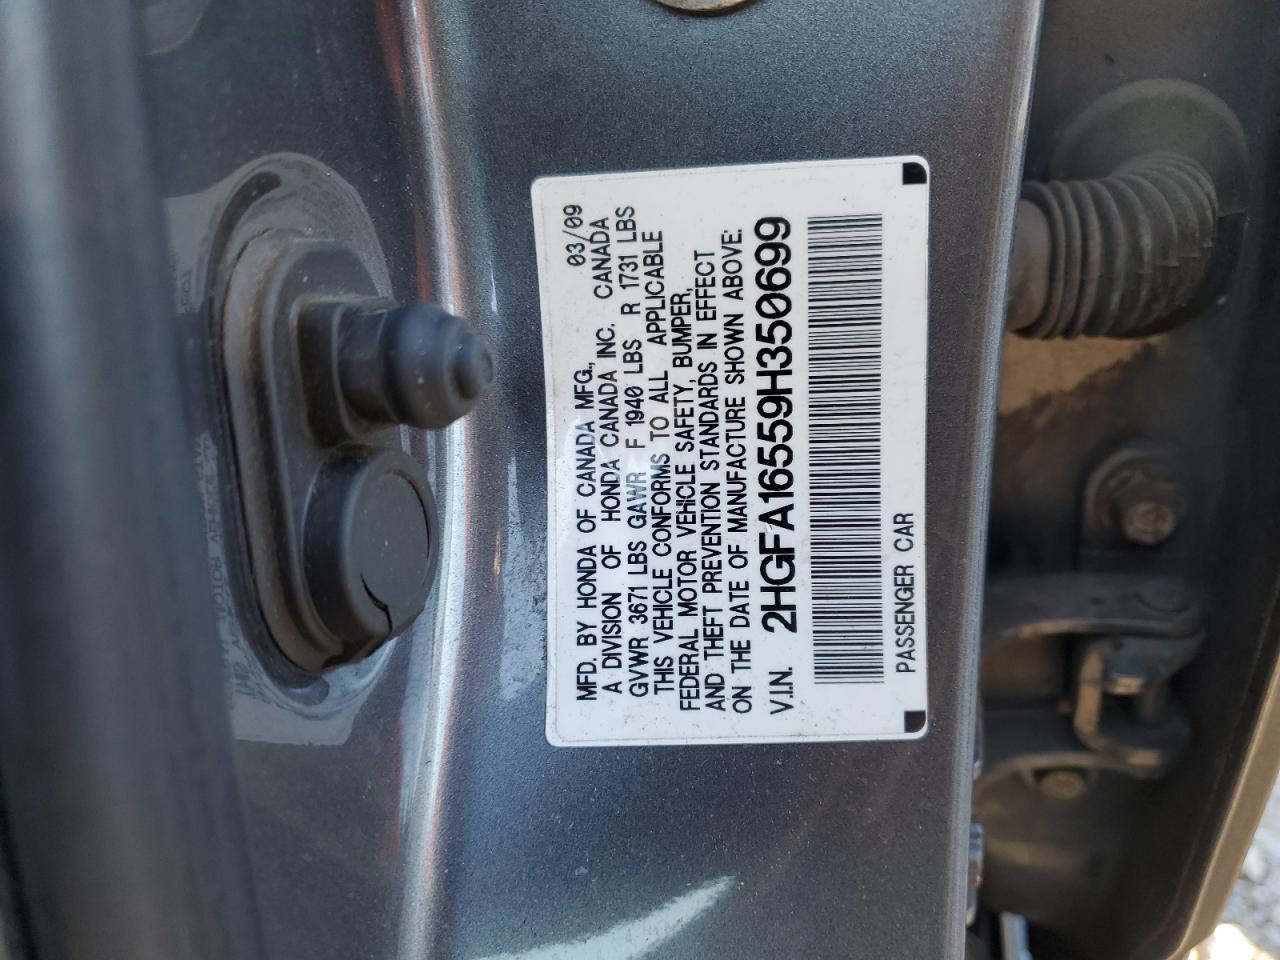 MFD. BY HONDA OF CANADA MFG., 03/09
A DIVISION OF HONDA CANADA INC. CANADA
GVWR 3671 LBS GAWR F 1940 LBS R 1731 LBS
THIS VEHICLE CONFORMS TO ALL APPLICABLE
FEDERAL MOTOR VEHICLE SAFETY, BUMPER,
AND THEFT PREVENTION STANDARDS IN EFFECT
ON THE DATE OF MANUFACTURE SHOWN ABOVE:
V.I.N. 2HGFA16559H350699
PASSENGER CAR